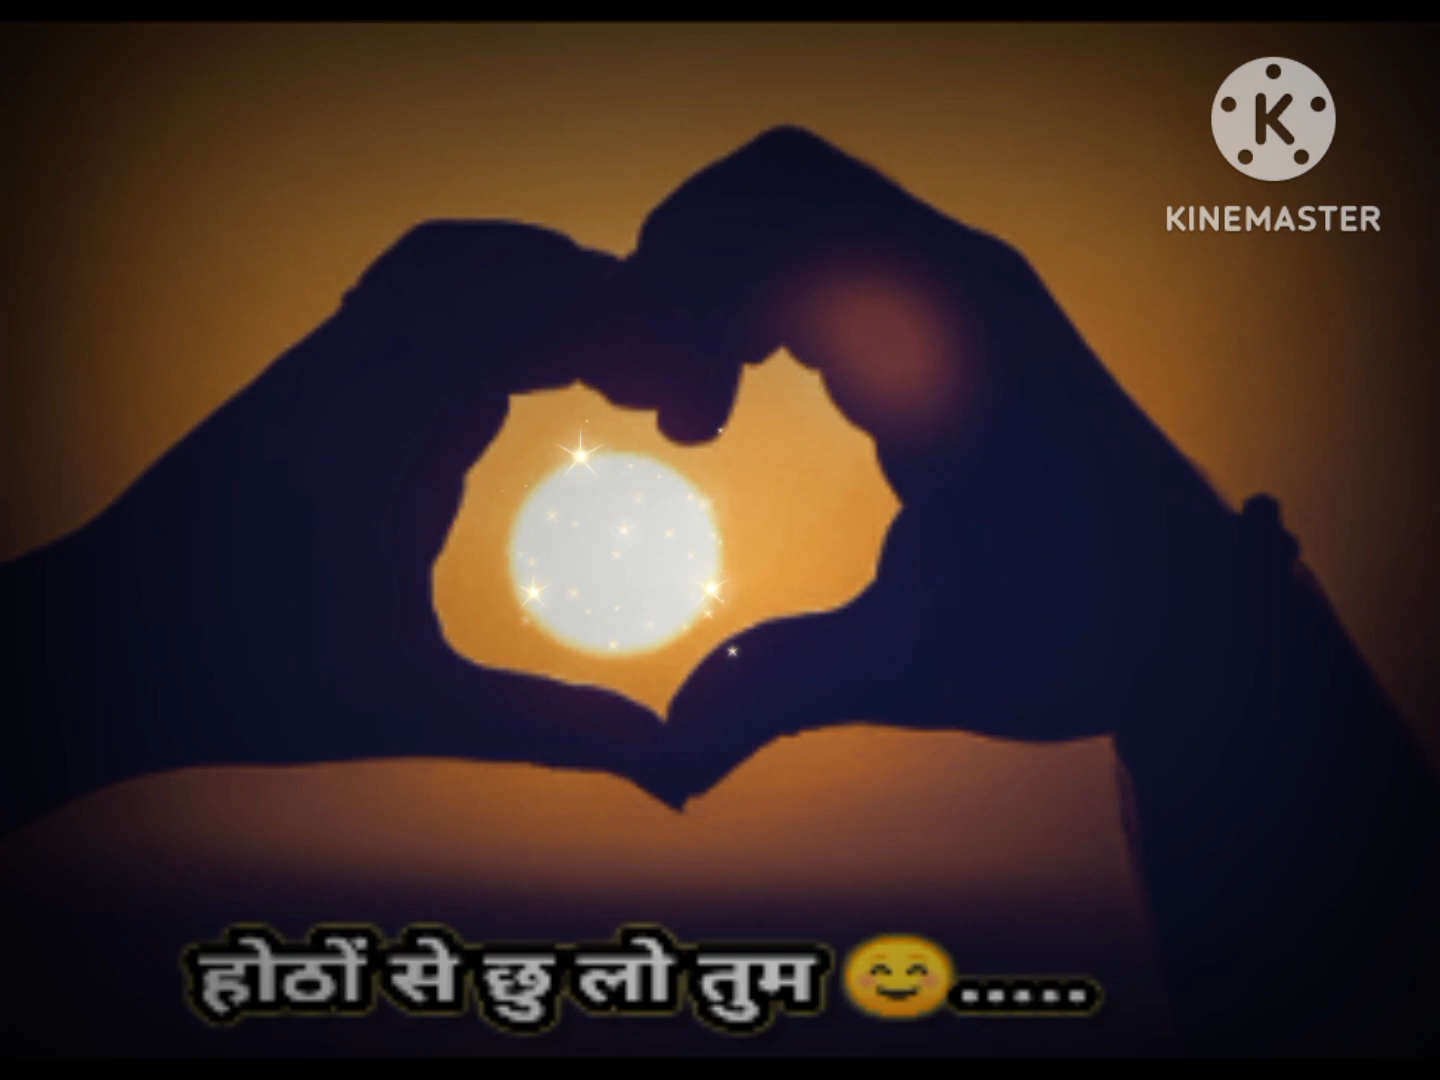 K
KINEMASTER
होठों से छु लो तुम 😊.....